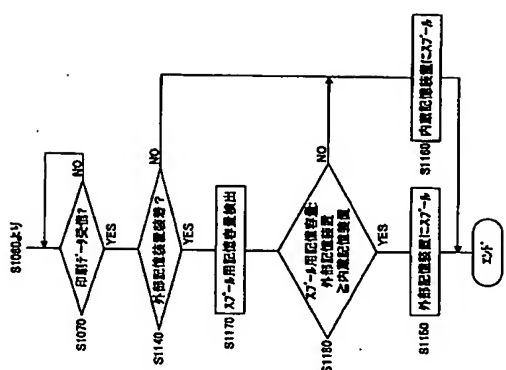 S1060より
S1070
印刷データ受信?
NO
YES
S1140
外部記憶装置装着?
NO
YES
S1170
スプール用記憶容量検出
S1180
スプール用記憶容量:
外部記憶装置
≧内蔵記憶装置
NO
YES
S1150
外部記憶装置にスプール
S1160
内蔵記憶装置にスプール
エンド